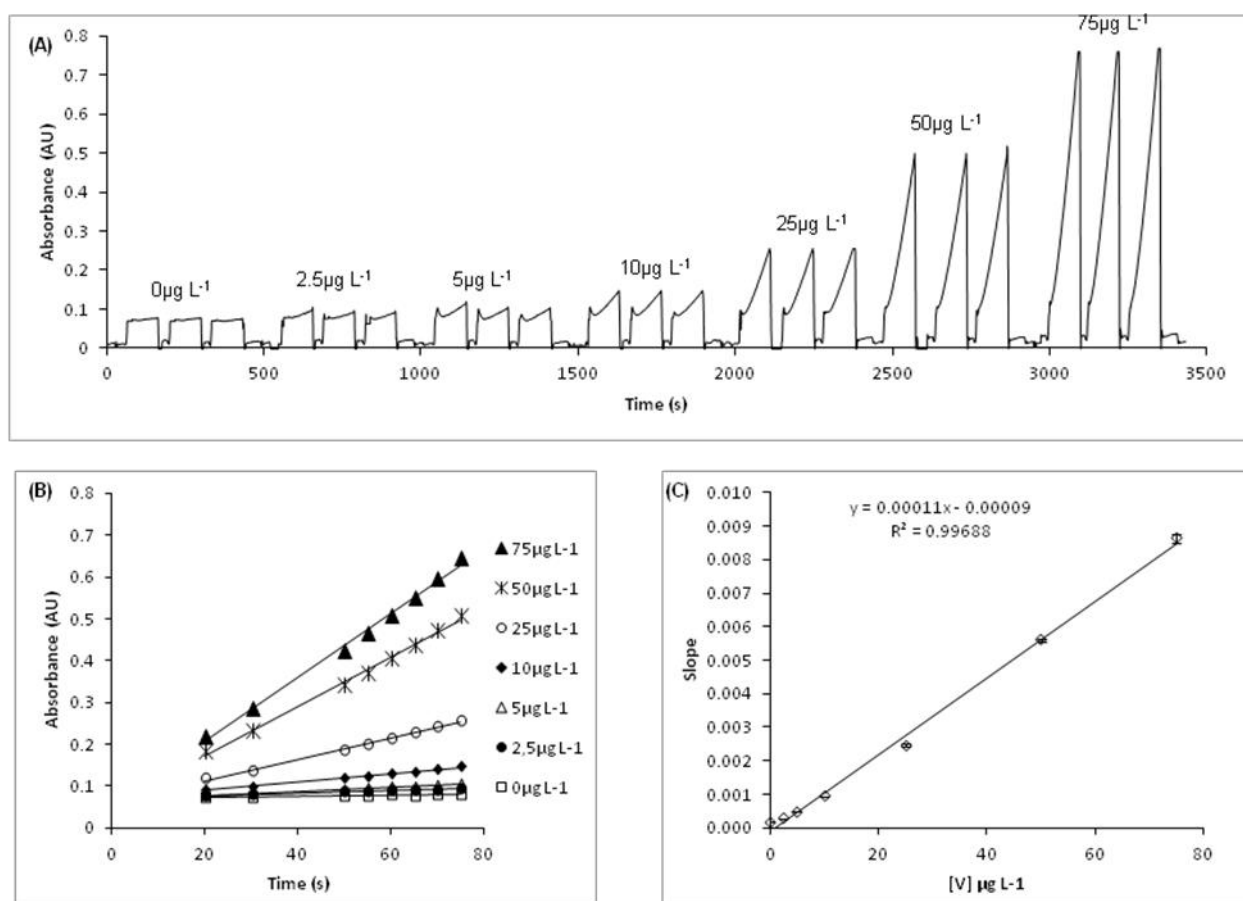 (A)
0.8
0.7
0.6
0.5
0.4
0.3
0.2
0.1
0
Absorbance (AU)
0µg L-1
2.5µg L-1
5µg L-1
10µg L-1
25µg L-1
50µg L-1
75µg L-1
0 500 1000 1500 2000 2500 3000 3500
Time (s)
(B)
0.8
0.7
0.6
0.5
0.4
0.3
0.2
0.1
0
Absorbance (AU)
75µg L-1
50µg L-1
25µg L-1
10µg L-1
5µg L-1
2,5µg L-1
0µg L-1
0 20 40 60 80
Time (s)
(C)
0.010
0.009
0.008
0.007
0.006
0.005
0.004
0.003
0.002
0.001
0.000
Slope
y = 0.00011x - 0.00009
R² = 0.99688
0 20 40 60 80
[V] µg L-1